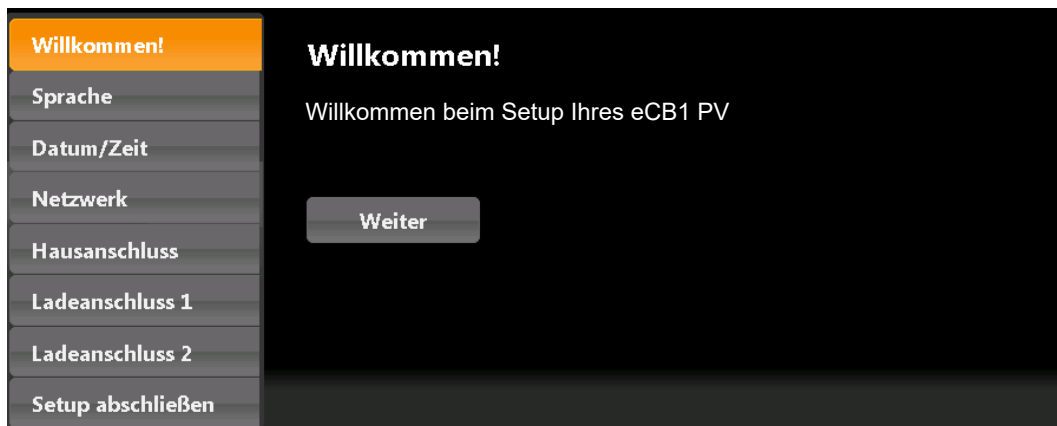 Willkommen!
Sprache
Datum/Zeit
Netzwerk
Hausanschluss
Ladeanschluss 1
Ladeanschluss 2
Setup abschließen
Willkommen!
Willkommen beim Setup Ihres eCB1 PV
Weiter